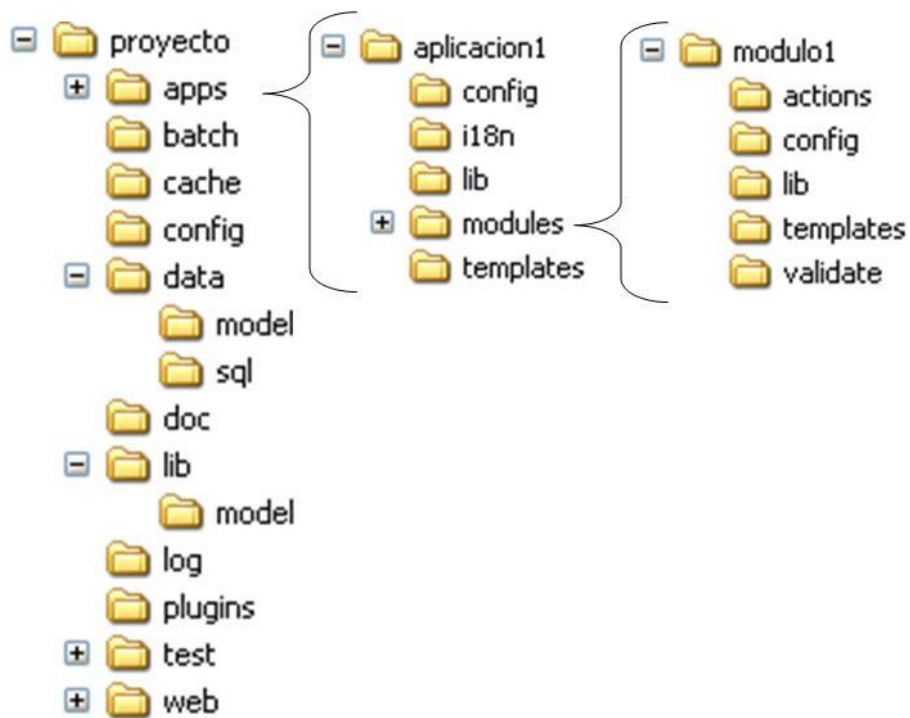 proyecto
apps
batch
cache
config
data
model
sql
doc
lib
model
log
plugins
test
web
aplicacion1
config
i18n
lib
modules
templates
modulo1
actions
config
lib
templates
validate